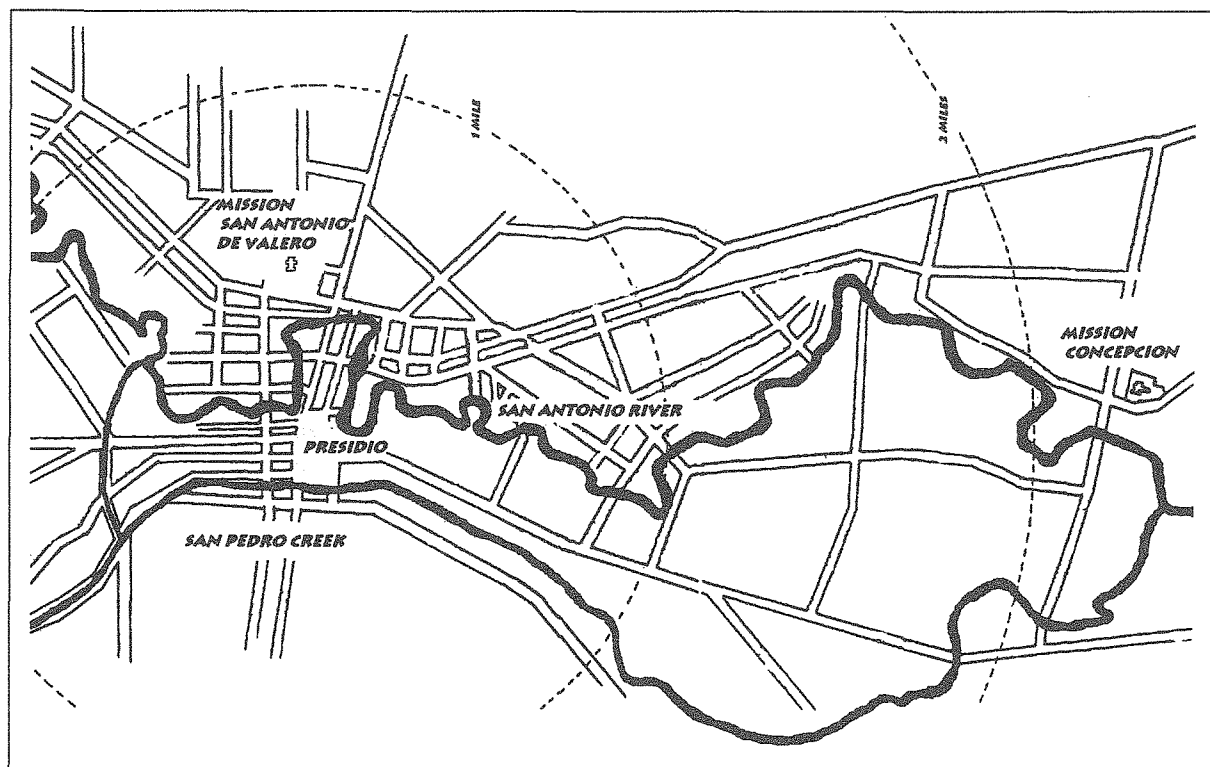 1 MILE
2 MILES
MISSION
SAN ANTONIO
DE VALERO
MISSION
CONCEPCION
SAN ANTONIO RIVER
PRESIDIO
SAN PEDRO CREEK